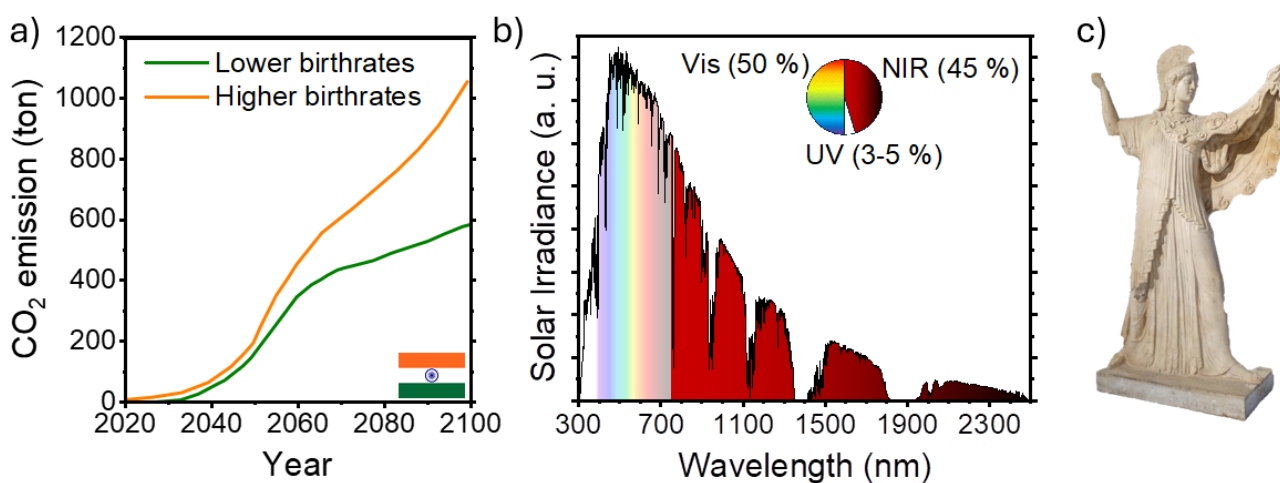 a)
1200
1000
800
600
400
200
0
CO₂ emission (ton)
Lower birthrates
Higher birthrates
2020 2040 2060 2080 2100
Year
b)
Solar Irradiance (a. u.)
Vis (50 %)
NIR (45 %)
UV (3-5 %)
300 700 1100 1500 1900 2300
Wavelength (nm)
c)